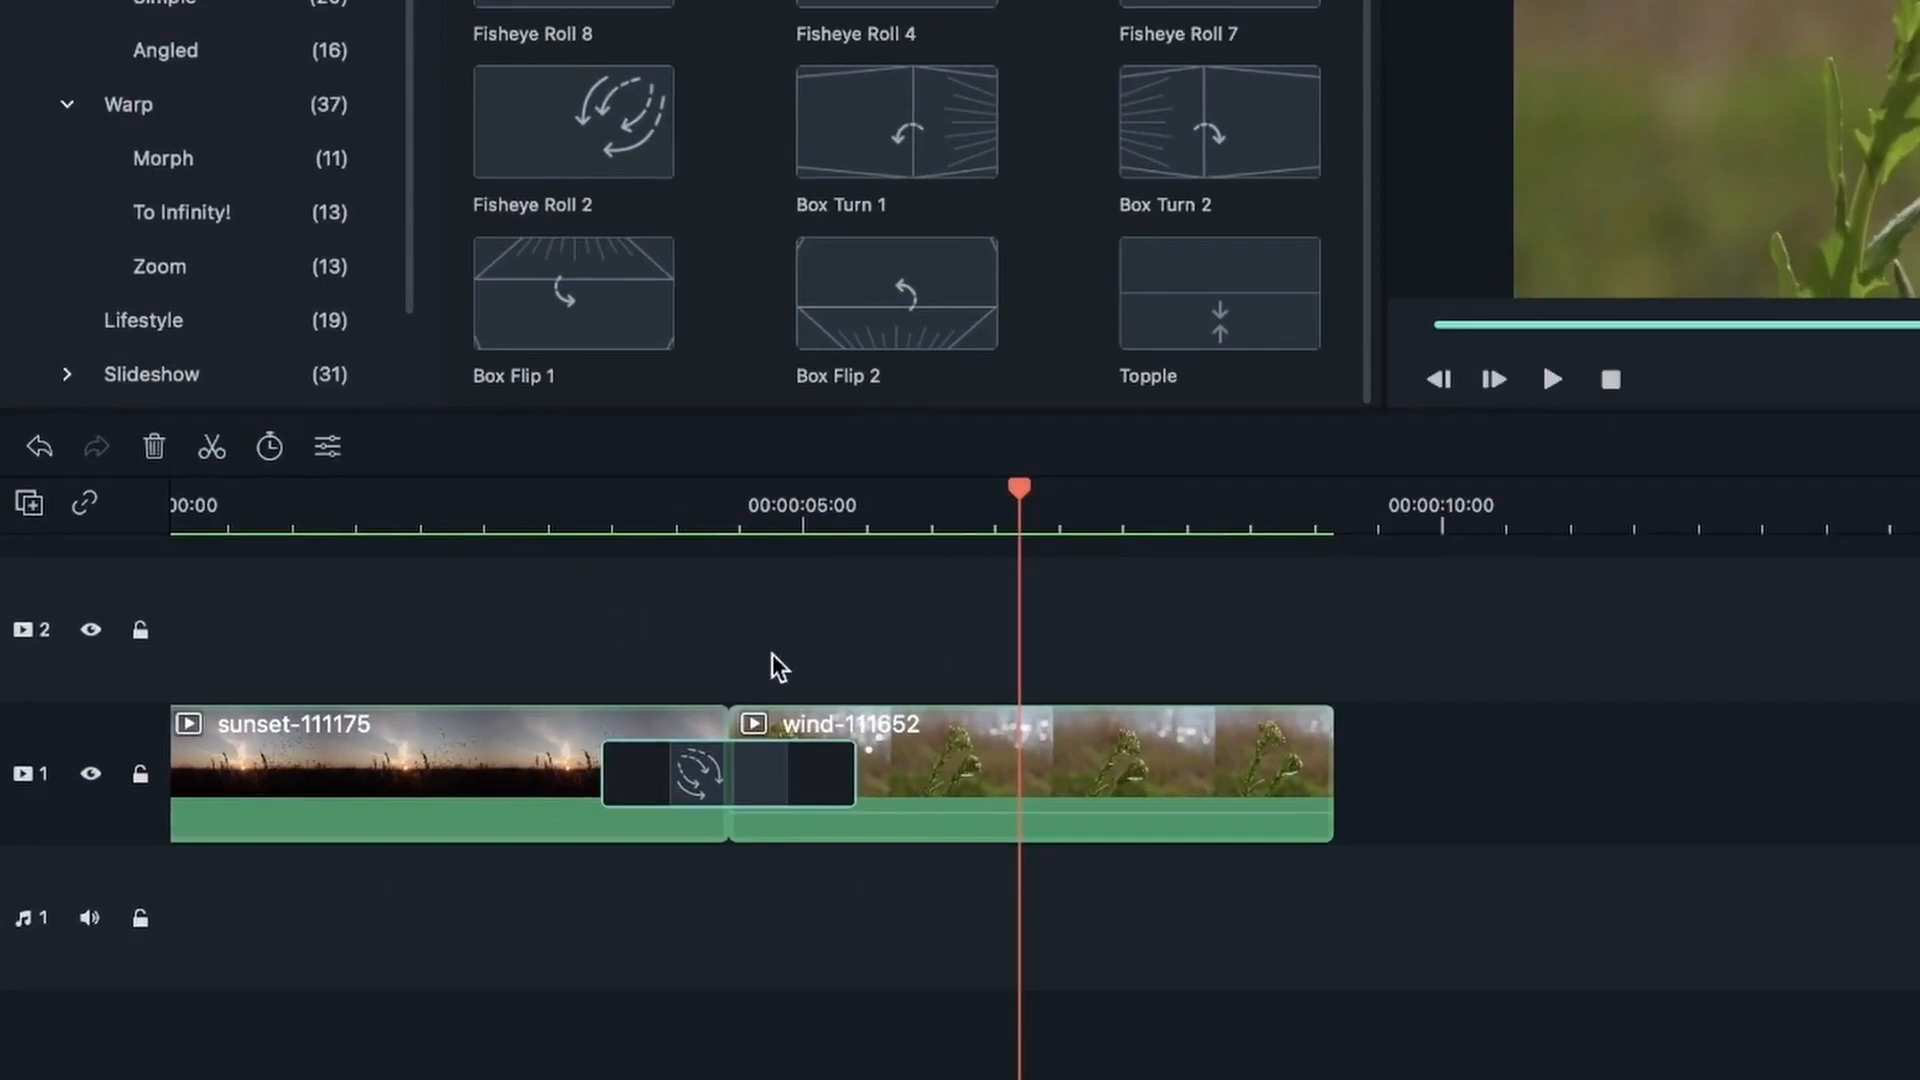 Simple (20)
Angled (16)
Warp (37)
Morph (11)
To Infinity! (13)
Zoom (13)
Lifestyle (19)
Slideshow (31)
Fisheye Roll 8 Fisheye Roll 4 Fisheye Roll 7
Fisheye Roll 2 Box Turn 1 Box Turn 2
Box Flip 1 Box Flip 2 Topple
00:00 00:00:05:00 00:00:10:00
2
sunset-111175 wind-111652
1
1